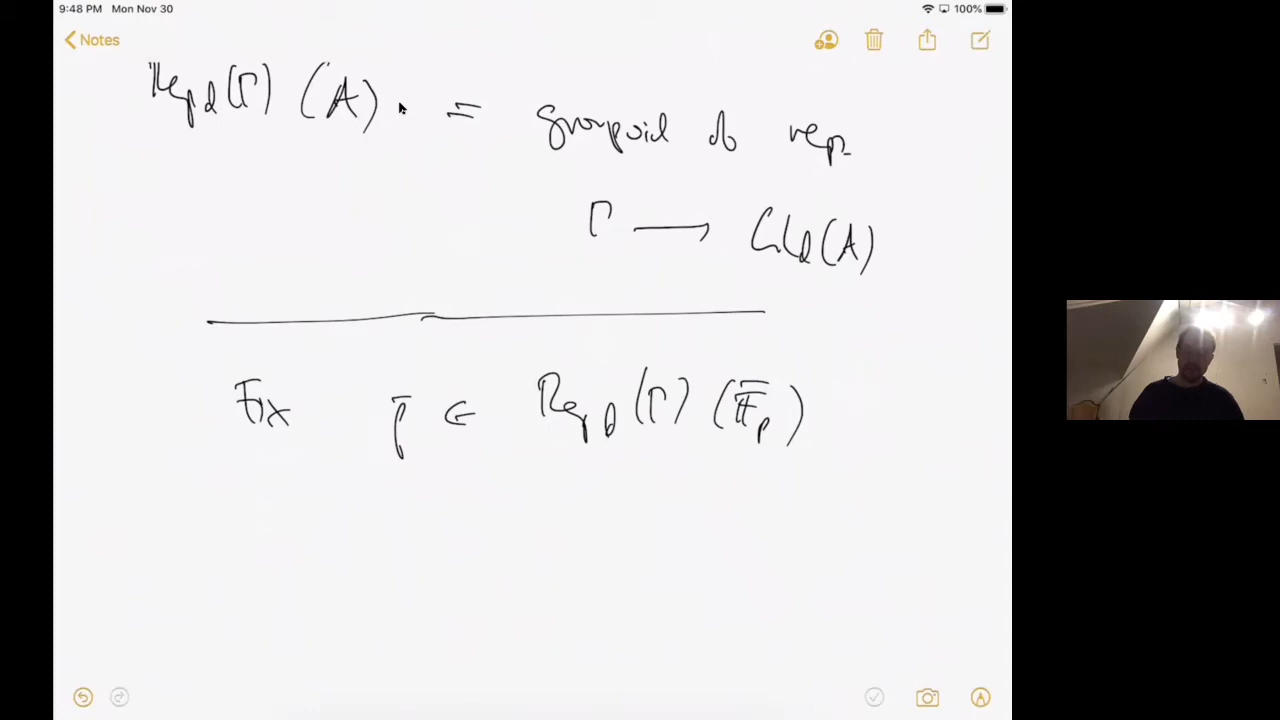 9:48 PM Mon Nov 30 100%
Notes
Rep_d(Γ) (A) = groupoid of rep.
Γ → GL_d(A)
Fix ρ̄ ∈ Rep_d(Γ) (F̄_p)